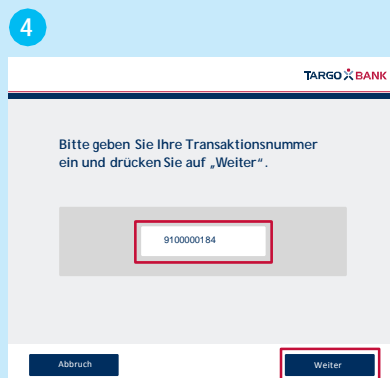 4
TARGO BANK
Bitte geben Sie Ihre Transaktionsnummer
ein und drücken Sie auf „Weiter“.
9100000184
Abbruch Weiter